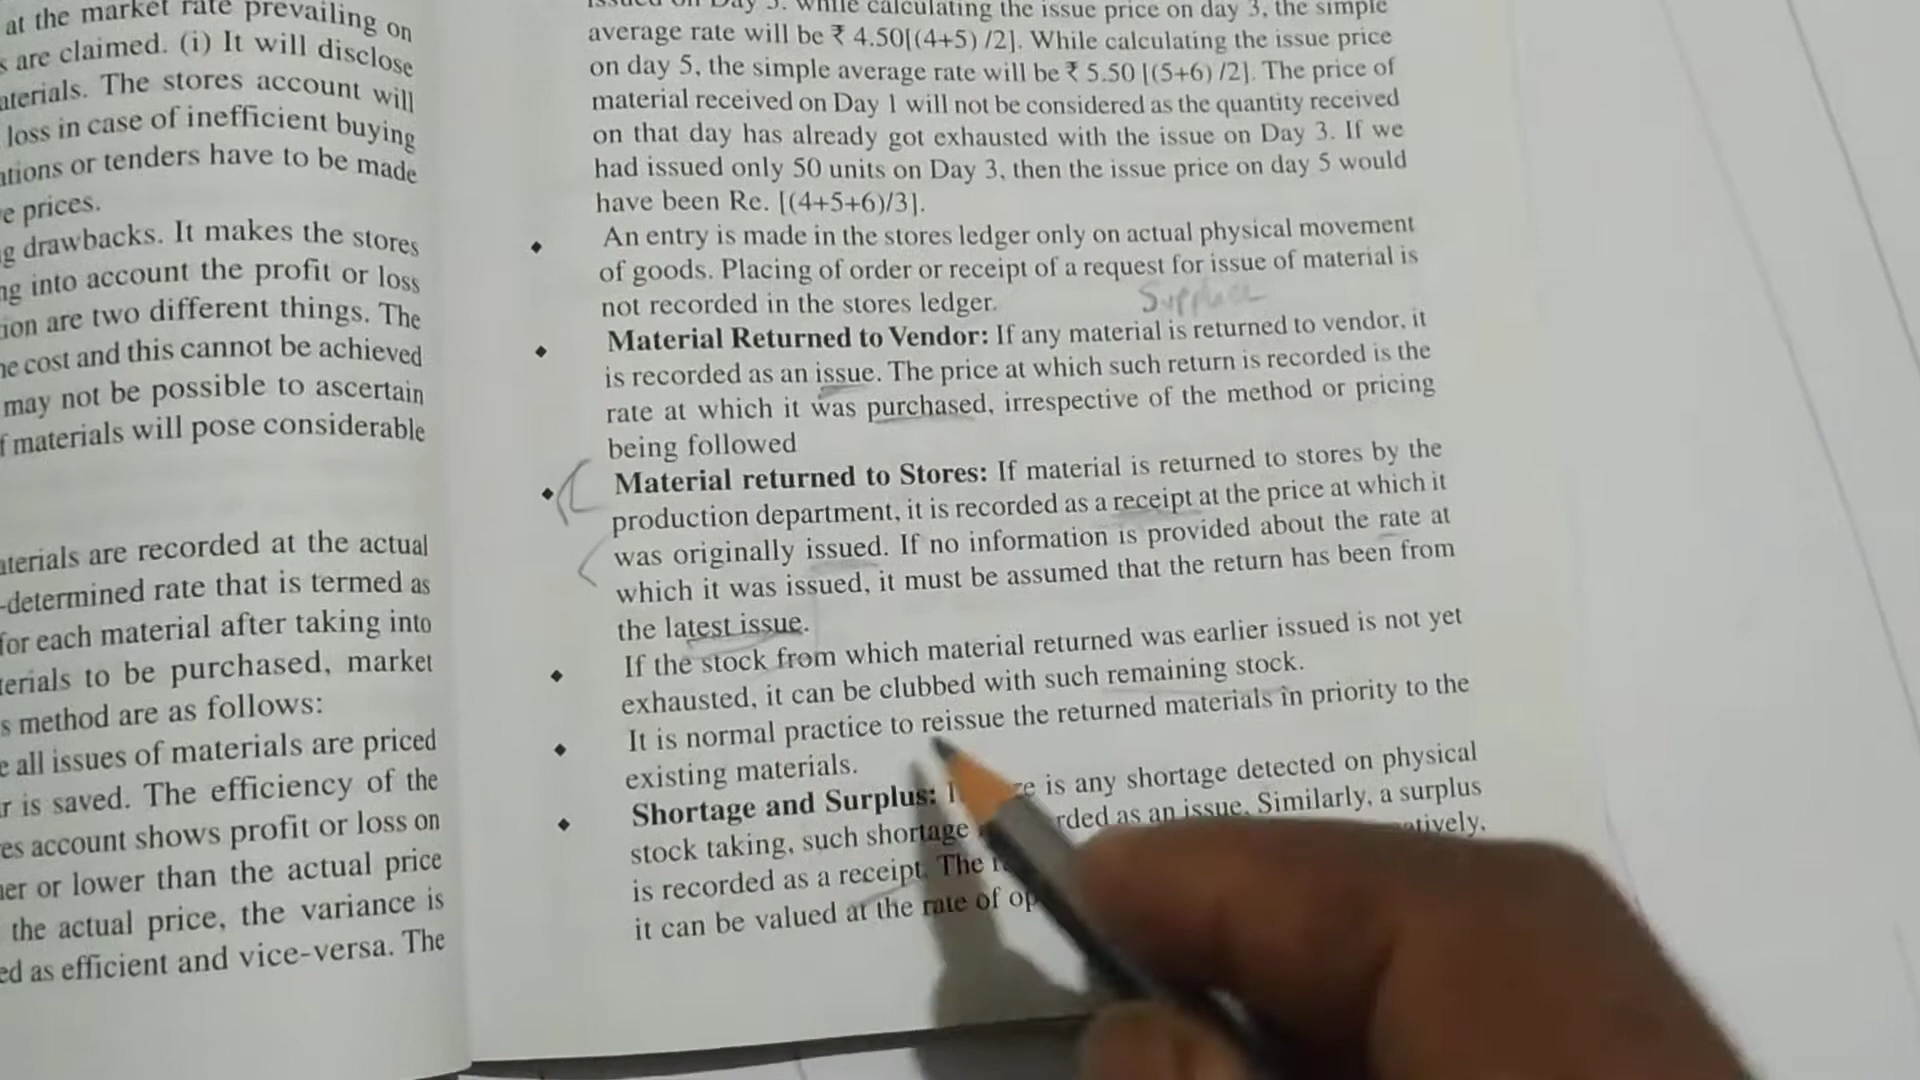 at the market rate prevailing on
are claimed. (i) It will disclose
aterials. The stores account will
loss in case of inefficient buying
ations or tenders have to be made
e prices.
g drawbacks. It makes the stores
ng into account the profit or loss
ion are two different things. The
ne cost and this cannot be achieved
may not be possible to ascertain
f materials will pose considerable
aterials are recorded at the actual
-determined rate that is termed as
for each material after taking into
terials to be purchased, market
s method are as follows:
e all issues of materials are priced
r is saved. The efficiency of the
es account shows profit or loss on
her or lower than the actual price
the actual price, the variance is
ed as efficient and vice-versa. The
issued on Day 5. While calculating the issue price on day 3, the simple
average rate will be ₹ 4.50[(4+5) /2]. While calculating the issue price
on day 5, the simple average rate will be ₹ 5.50 [(5+6) /2]. The price of
material received on Day 1 will not be considered as the quantity received
on that day has already got exhausted with the issue on Day 3. If we
had issued only 50 units on Day 3, then the issue price on day 5 would
have been Re. [(4+5+6)/3].
◆ An entry is made in the stores ledger only on actual physical movement
of goods. Placing of order or receipt of a request for issue of material is
not recorded in the stores ledger.
◆ Material Returned to Vendor: If any material is returned to vendor, it
is recorded as an issue. The price at which such return is recorded is the
rate at which it was purchased, irrespective of the method or pricing
being followed
◆ Material returned to Stores: If material is returned to stores by the
production department, it is recorded as a receipt at the price at which it
was originally issued. If no information is provided about the rate at
which it was issued, it must be assumed that the return has been from
the latest issue.
◆ If the stock from which material returned was earlier issued is not yet
exhausted, it can be clubbed with such remaining stock.
◆ It is normal practice to reissue the returned materials in priority to the
existing materials.
◆ Shortage and Surplus: is any shortage detected on physical
stock taking, such shortage rded as an issue. Similarly, a surplus
is recorded as a receipt. The atively,
it can be valued at the rate of op